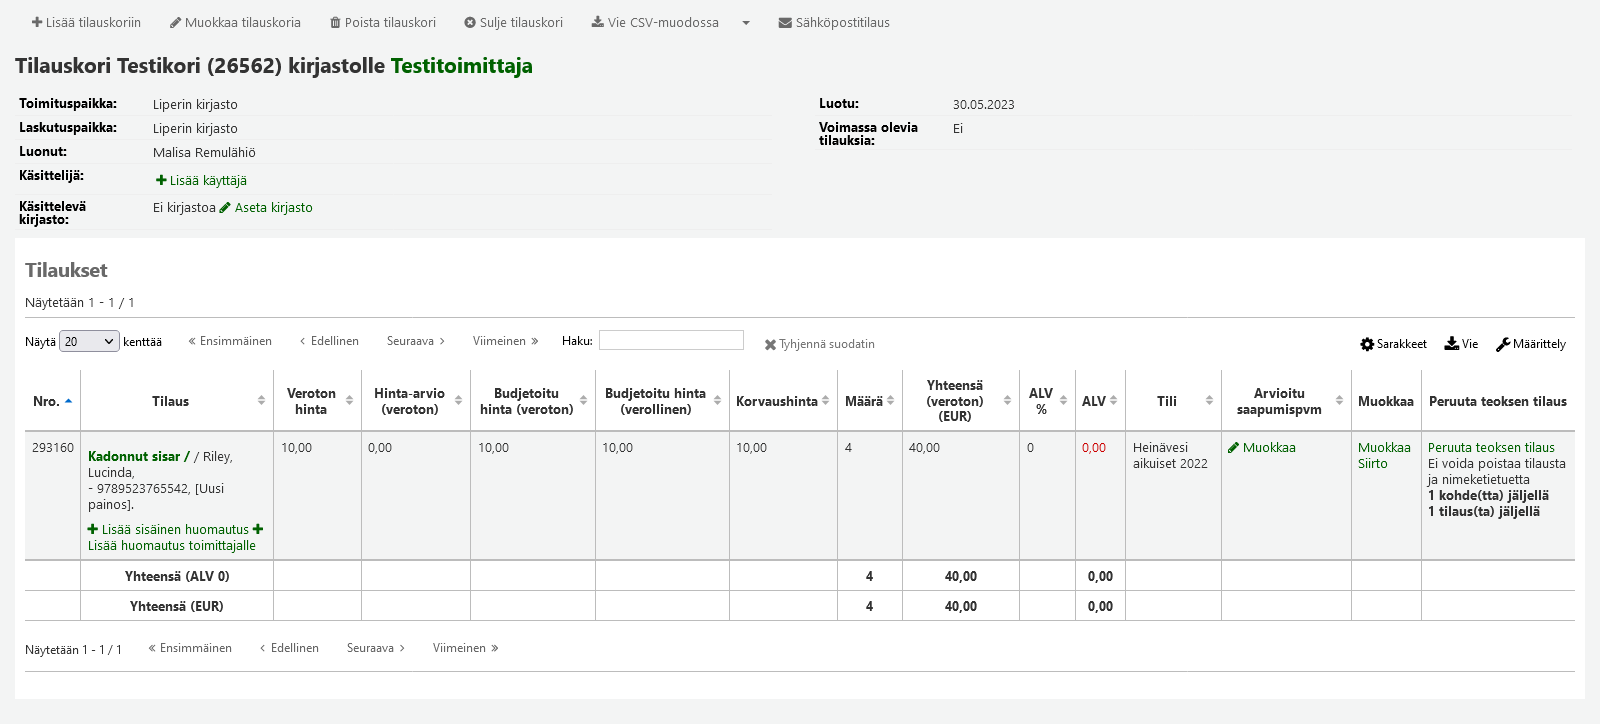 Lisää tilauskoriin Muokkaa tilauskoria Poista tilauskori Sulje tilauskori Vie CSV-muodossa Sähköpostitilaus
Tilauskori Testikori (26562) kirjastolle Testitoimittaja
Toimituspaikka: Liperin kirjasto
Laskutuspaikka: Liperin kirjasto
Luonut: Malisa Remulähiö
Käsittelijä: Lisää käyttäjä
Käsittelevä
kirjasto: Ei kirjastoa Aseta kirjasto
Luotu: 30.05.2023
Voimassa olevia
tilauksia: Ei
Tilaukset
Näytetään 1 - 1 / 1
Näytä 20 kenttää Ensimmäinen Edellinen Seuraava Viimeinen Haku: Tyhjennä suodatin Sarakkeet Vie Määrittely
Nro.
Tilaus
Veroton
hinta
Hinta-arvio
(veroton)
Budjetoitu
hinta (veroton)
Budjetoitu hinta
(verollinen)
Korvaushinta
Määrä
Yhteensä
(veroton)
(EUR)
ALV
%
ALV
Tili
Arvioitu
saapumispvm
Muokkaa
Peruuta teoksen tilaus
293160
Kadonnut sisar / / Riley,
Lucinda,
- 9789523765542, [Uusi
painos].
Lisää sisäinen huomautus
Lisää huomautus toimittajalle
10,00
0,00
10,00
10,00
10,00
4
40,00
0
0,00
Heinävesi
aikuiset 2022
Muokkaa
Muokkaa
Siirto
Peruuta teoksen tilaus
Ei voida poistaa tilausta
ja nimeketietuetta
1 kohde(tta) jäljellä
1 tilaus(ta) jäljellä
Yhteensä (ALV 0) 4 40,00 0,00
Yhteensä (EUR) 4 40,00 0,00
Näytetään 1 - 1 / 1 Ensimmäinen Edellinen Seuraava Viimeinen